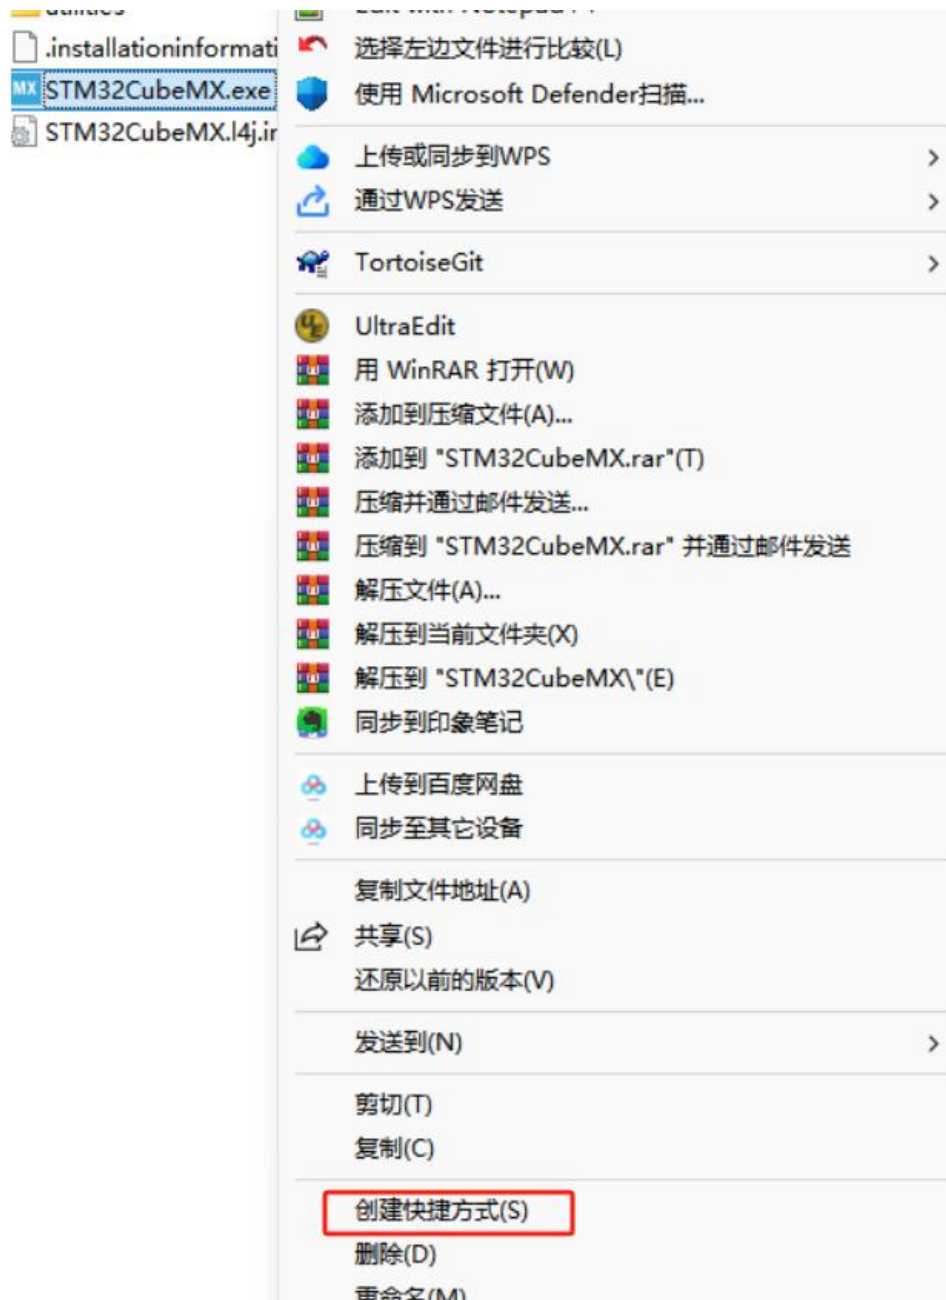 utilities
.installationinformati
STM32CubeMX.exe
STM32CubeMX.l4j.in
选择左边文件进行比较(L)
使用 Microsoft Defender扫描...
上传或同步到WPS
通过WPS发送
TortoiseGit
UltraEdit
用 WinRAR 打开(W)
添加到压缩文件(A)...
添加到 "STM32CubeMX.rar"(T)
压缩并通过邮件发送...
压缩到 "STM32CubeMX.rar" 并通过邮件发送
解压文件(A)...
解压到当前文件夹(X)
解压到 "STM32CubeMX\"(E)
同步到印象笔记
上传到百度网盘
同步至其它设备
复制文件地址(A)
共享(S)
还原以前的版本(V)
发送到(N)
剪切(T)
复制(C)
创建快捷方式(S)
删除(D)
重命名(M)